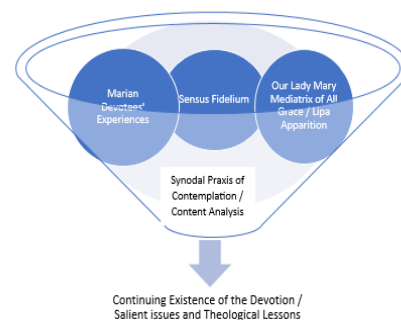 Marian
Devotees'
Experiences
Sensus Fidelium
Our Lady Mary
Mediatrix of All
Grace / Lipa
Apparition
Synodal Praxis of
Contemplation /
Content Analysis
Continuing Existence of the Devotion /
Salient issues and Theological Lessons